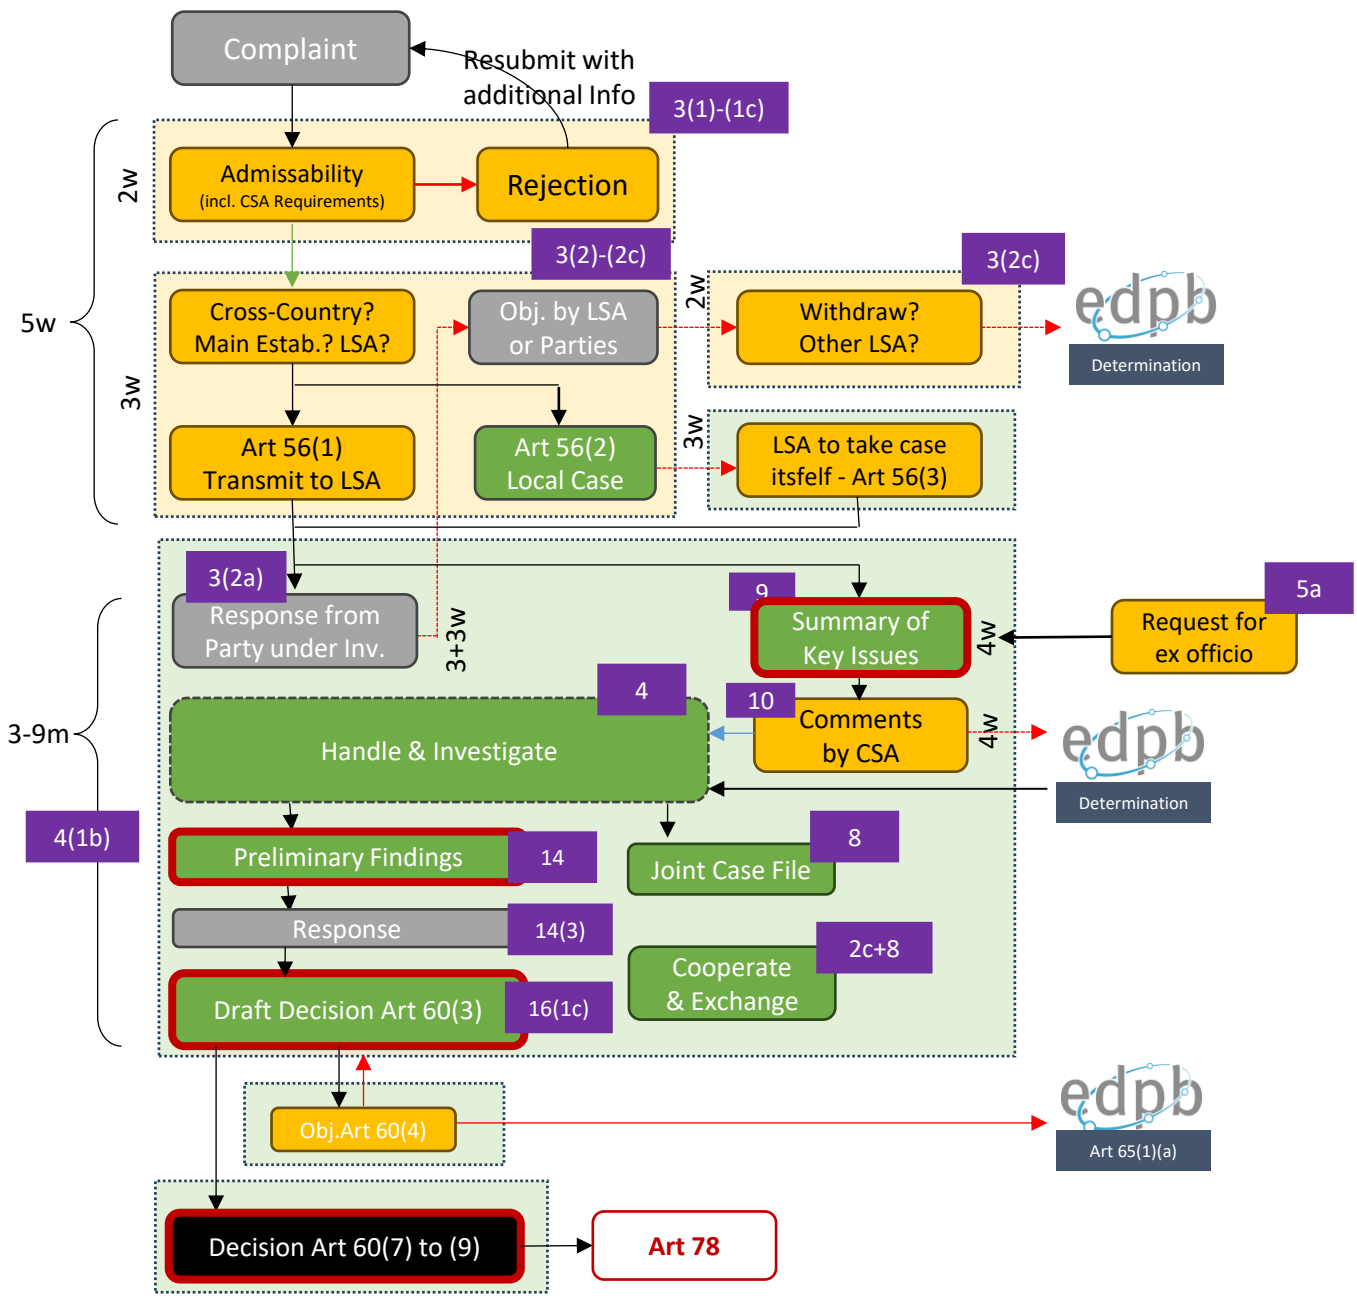 Complaint
Resubmit with
additional Info
3(1)-(1c)
2w
Admissability
(incl. CSA Requirements)
Rejection
3(2)-(2c)
3(2c)
5w
3w
Cross-Country?
Main Estab.? LSA?
Obj. by LSA
or Parties
2w
Withdraw?
Other LSA?
edpb
Determination
Art 56(1)
Transmit to LSA
Art 56(2)
Local Case
3w
LSA to take case
itsfelf - Art 56(3)
3(2a)
Response from
Party under Inv.
3+3w
9
Summary of
Key Issues
4w
5a
Request for
ex officio
3-9m
4(1b)
4
Handle & Investigate
10
Comments
by CSA
4w
edpb
Determination
Preliminary Findings
14
8
Joint Case File
Response
14(3)
2c+8
Cooperate
& Exchange
Draft Decision Art 60(3)
16(1c)
Obj.Art 60(4)
edpb
Art 65(1)(a)
Decision Art 60(7) to (9)
Art 78